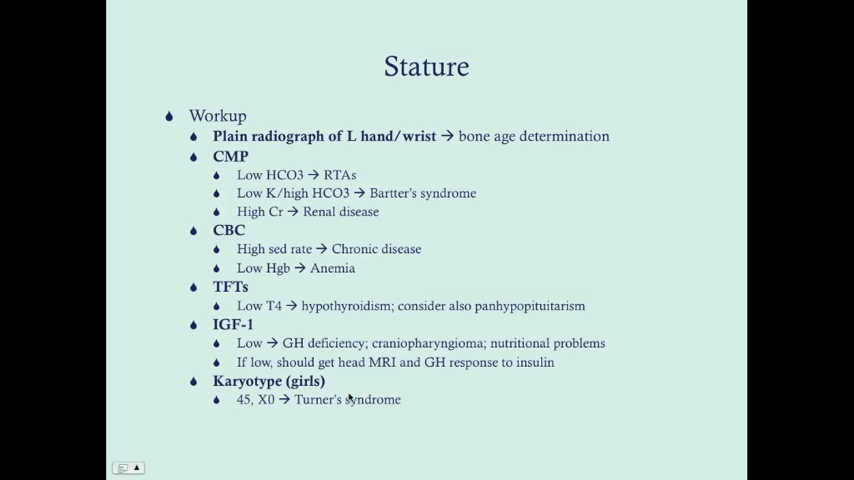 Stature
Workup
Plain radiograph of L hand/wrist → bone age determination
CMP
Low HCO3 → RTAs
Low K/high HCO3 → Bartter's syndrome
High Cr → Renal disease
CBC
High sed rate → Chronic disease
Low Hgb → Anemia
TFTs
Low T4 → hypothyroidism; consider also panhypopituitarism
IGF-1
Low → GH deficiency; craniopharyngioma; nutritional problems
If low, should get head MRI and GH response to insulin
Karyotype (girls)
45, X0 → Turner's syndrome